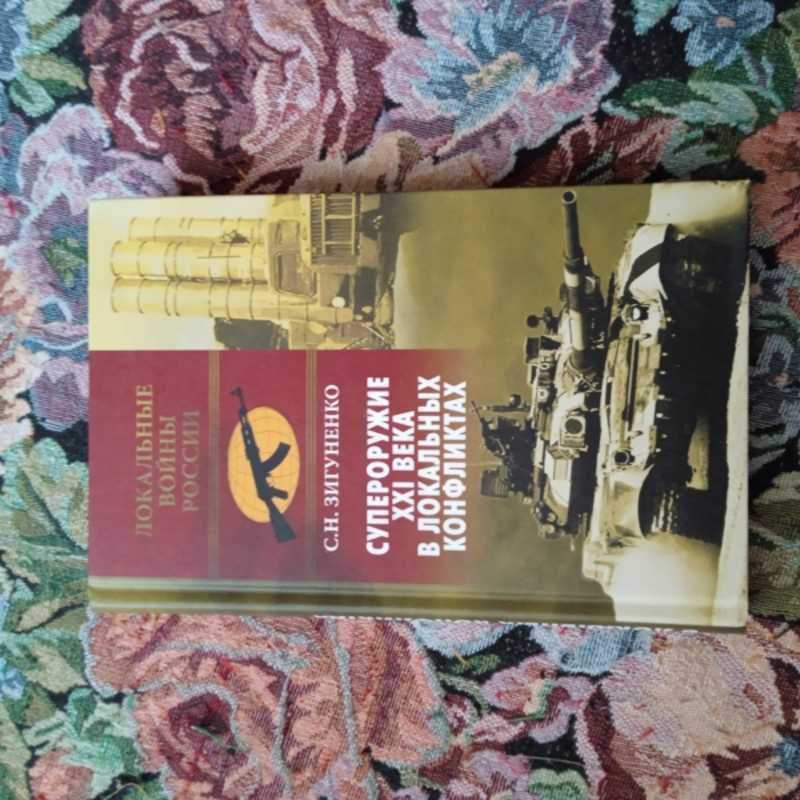 ЛОКАЛЬНЫЕ
ВОЙНЫ
РОССИИ
С.Н. ЗИГУНЕНКО
СУПЕРОРУЖИЕ
XXI ВЕКА
В ЛОКАЛЬНЫХ
КОНФЛИКТАХ